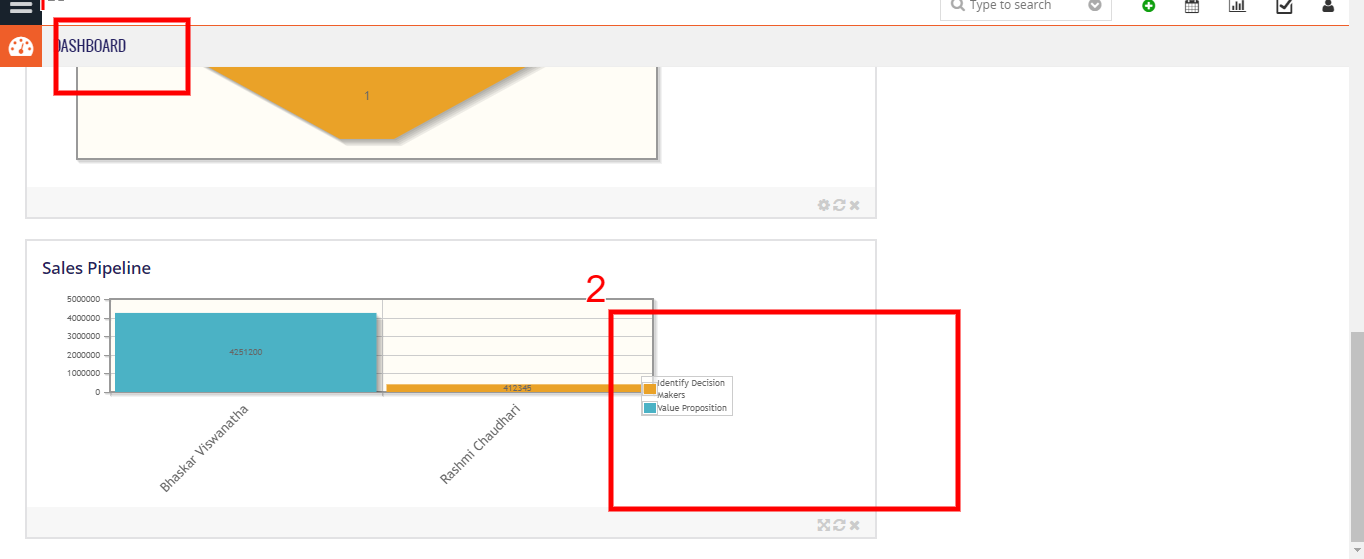 Type to search
DASHBOARD
1
Sales Pipeline
2
5000000
4000000
3000000
2000000
1000000
0
4251200
412345
Identify Decision
Makers
Value Proposition
Bhaskar Viswanatha
Rashmi Chaudhari